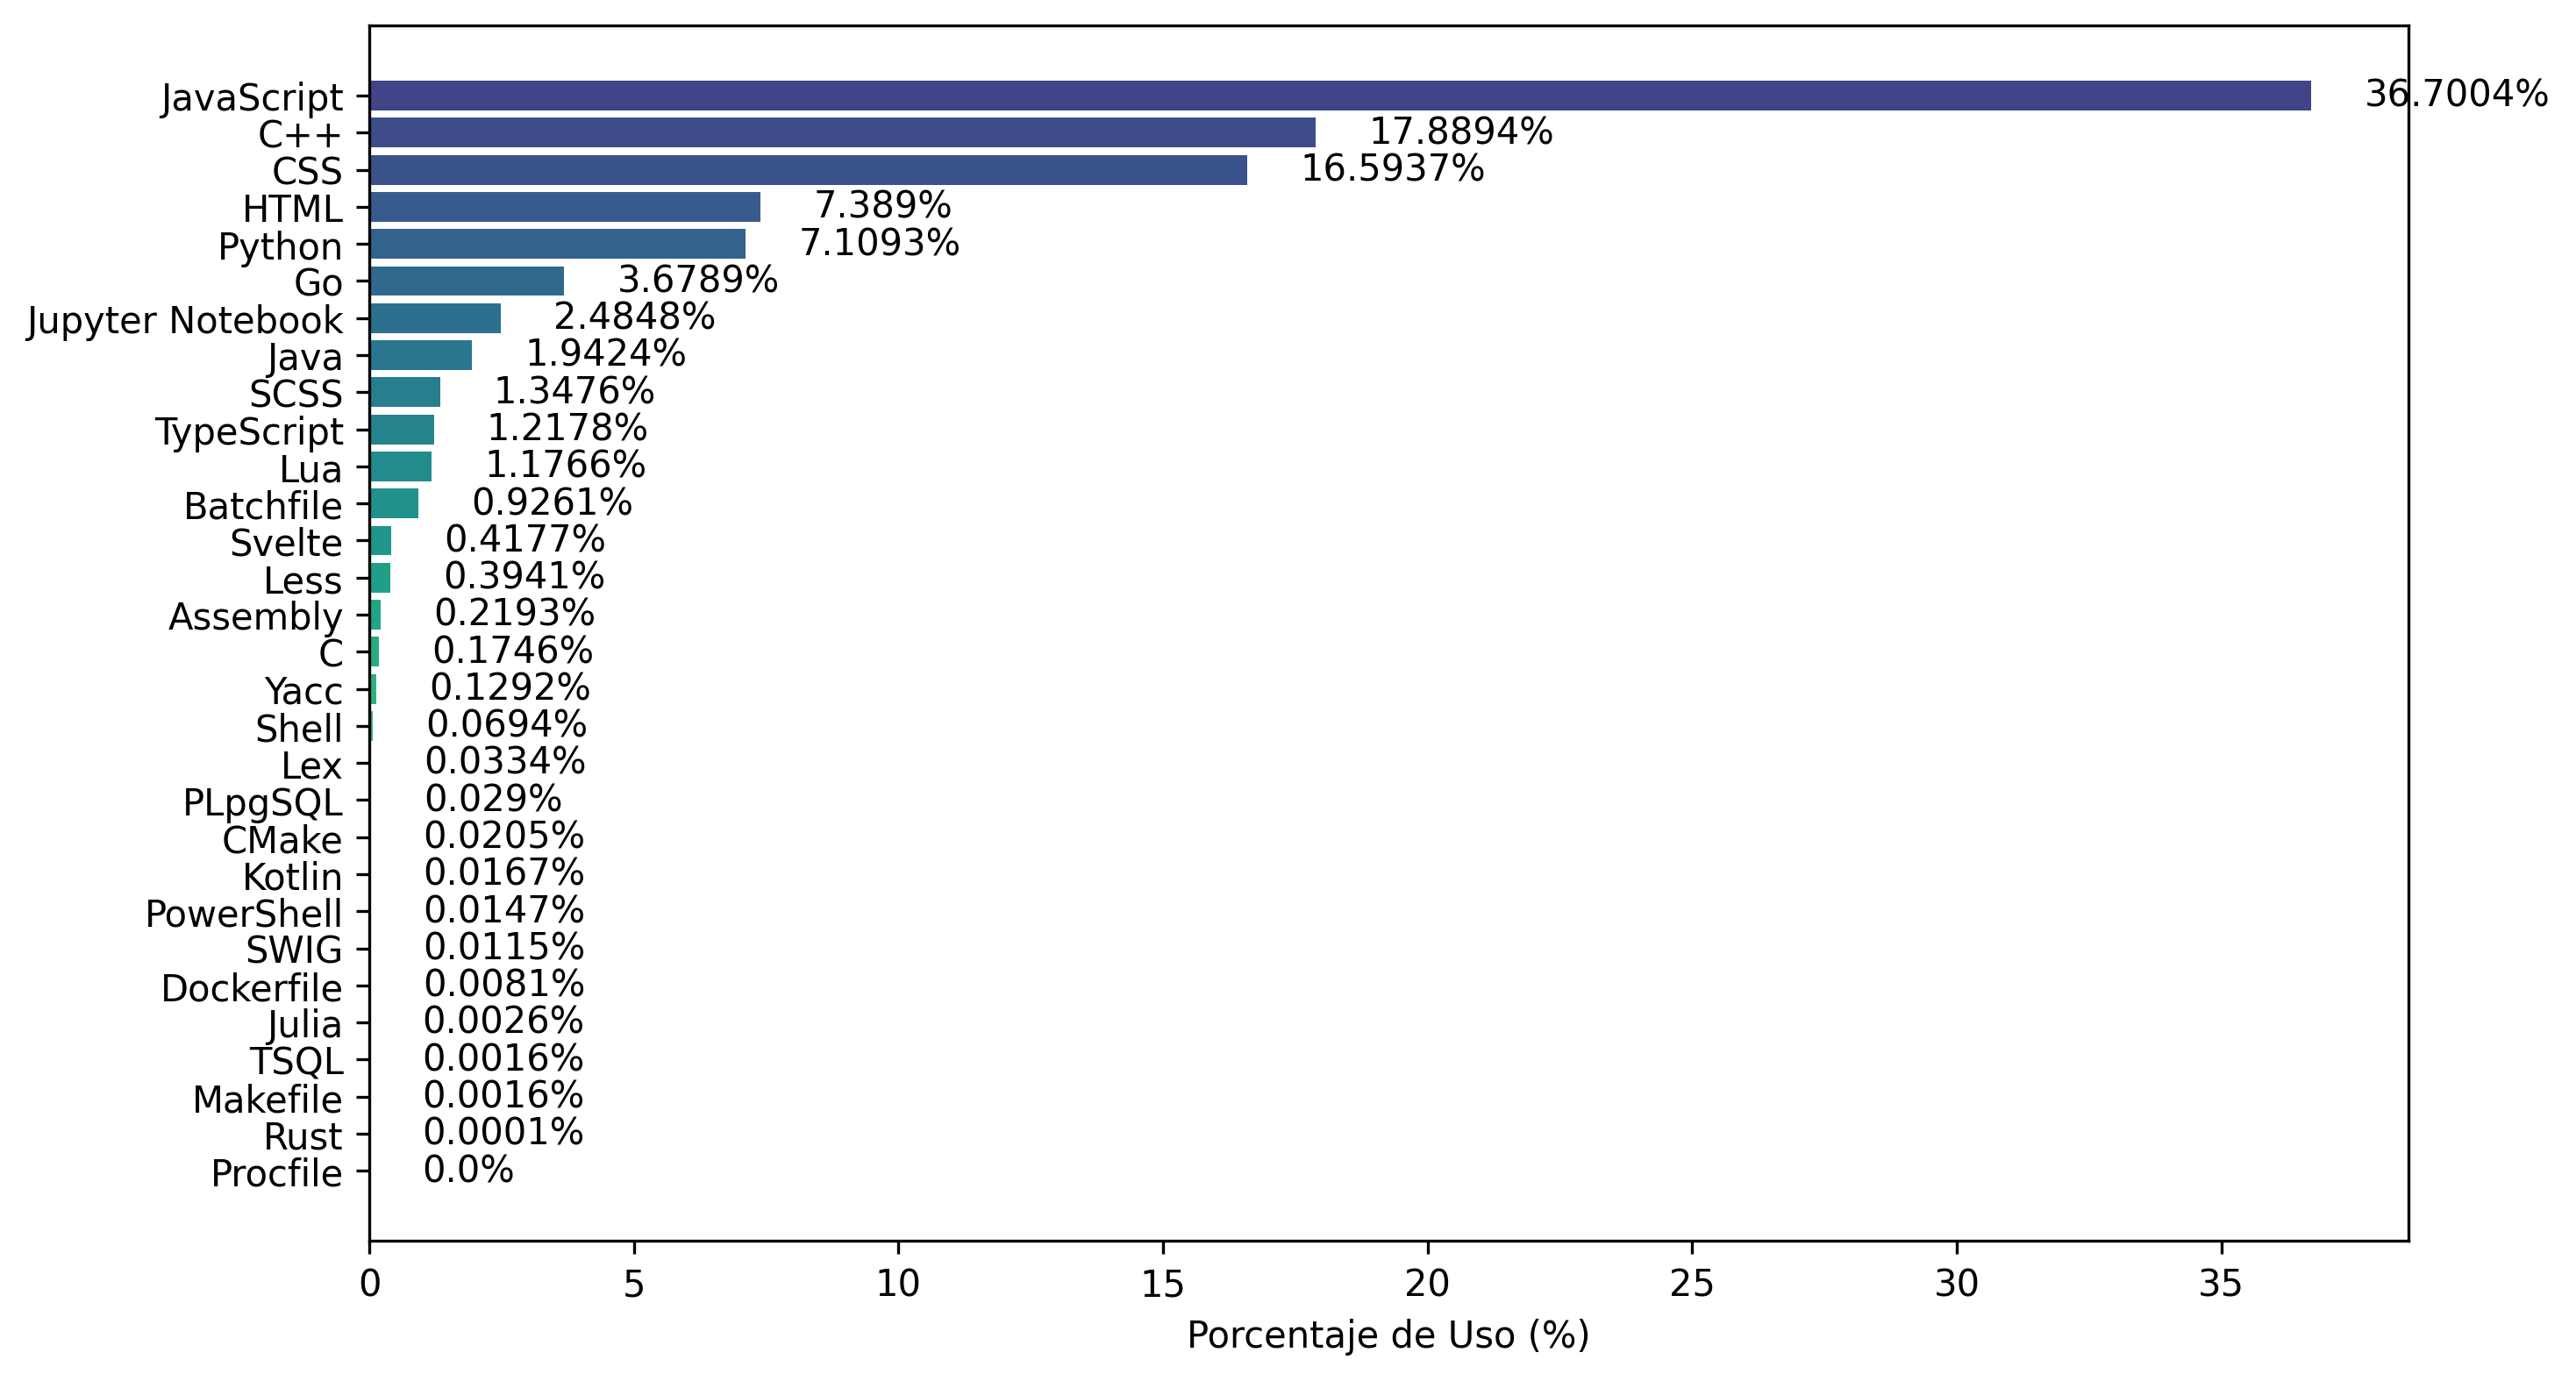 JavaScript 36.7004%
C++ 17.8894%
CSS 16.5937%
HTML 7.389%
Python 7.1093%
Go 3.6789%
Jupyter Notebook 2.4848%
Java 1.9424%
SCSS 1.3476%
TypeScript 1.2178%
Lua 1.1766%
Batchfile 0.9261%
Svelte 0.4177%
Less 0.3941%
Assembly 0.2193%
C 0.1746%
Yacc 0.1292%
Shell 0.0694%
Lex 0.0334%
PLpgSQL 0.029%
CMake 0.0205%
Kotlin 0.0167%
PowerShell 0.0147%
SWIG 0.0115%
Dockerfile 0.0081%
Julia 0.0026%
TSQL 0.0016%
Makefile 0.0016%
Rust 0.0001%
Procfile 0.0%
0 5 10 15 20 25 30 35
Porcentaje de Uso (%)